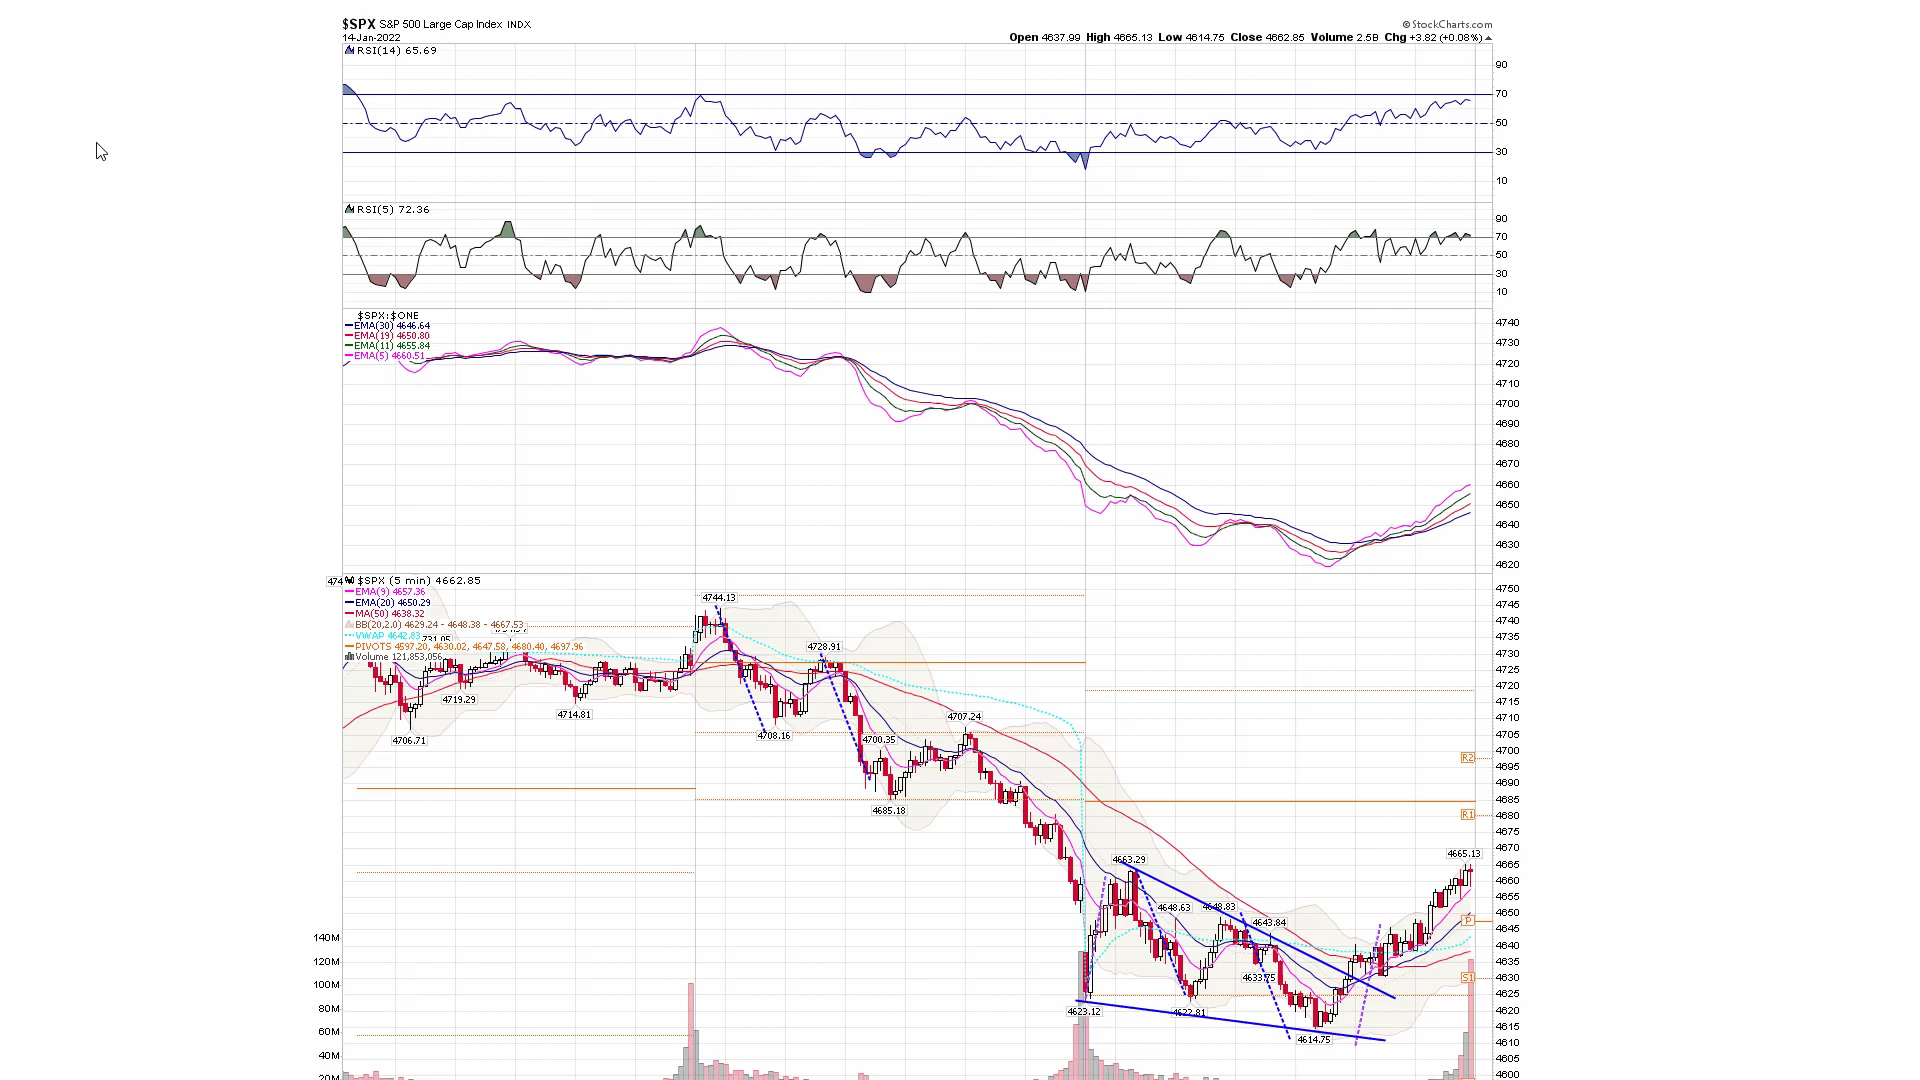 $SPX S&P 500 Large Cap Index INDX
© StockCharts.com
14-Jan-2022
Open 4637.99 High 4665.13 Low 4614.75 Close 4662.85 Volume 2.5B Chg +3.82 (+0.08%)
RSI(14) 65.69
90
70
50
30
10
RSI(5) 72.36
90
70
50
30
10
$SPX:$ONE
EMA(30) 4646.64
EMA(19) 4650.80
EMA(11) 4655.84
EMA(5) 4660.51
4740
4730
4720
4710
4700
4690
4680
4670
4660
4650
4640
4630
4620
$SPX (5 min) 4662.85
EMA(9) 4657.36
EMA(20) 4650.29
MA(50) 4638.32
BB(20,2.0) 4629.24 - 4648.38 - 4667.53
VWAP 4642.83
PIVOTS 4597.20, 4630.02, 4647.58, 4680.40, 4697.96
Volume 121,853,056
4706.71
4719.29
4714.81
4744.13
4708.16
4728.91
4700.35
4685.18
4707.24
4623.12
4663.29
4648.63
4622.81
4648.83
4643.84
4633.75
4614.75
4665.13
R2
R1
P
S1
4750
4745
4740
4735
4730
4725
4720
4715
4710
4705
4700
4695
4690
4685
4680
4675
4670
4665
4660
4655
4650
4645
4640
4635
4630
4625
4620
4615
4610
4605
4600
140M
120M
100M
80M
60M
40M
20M